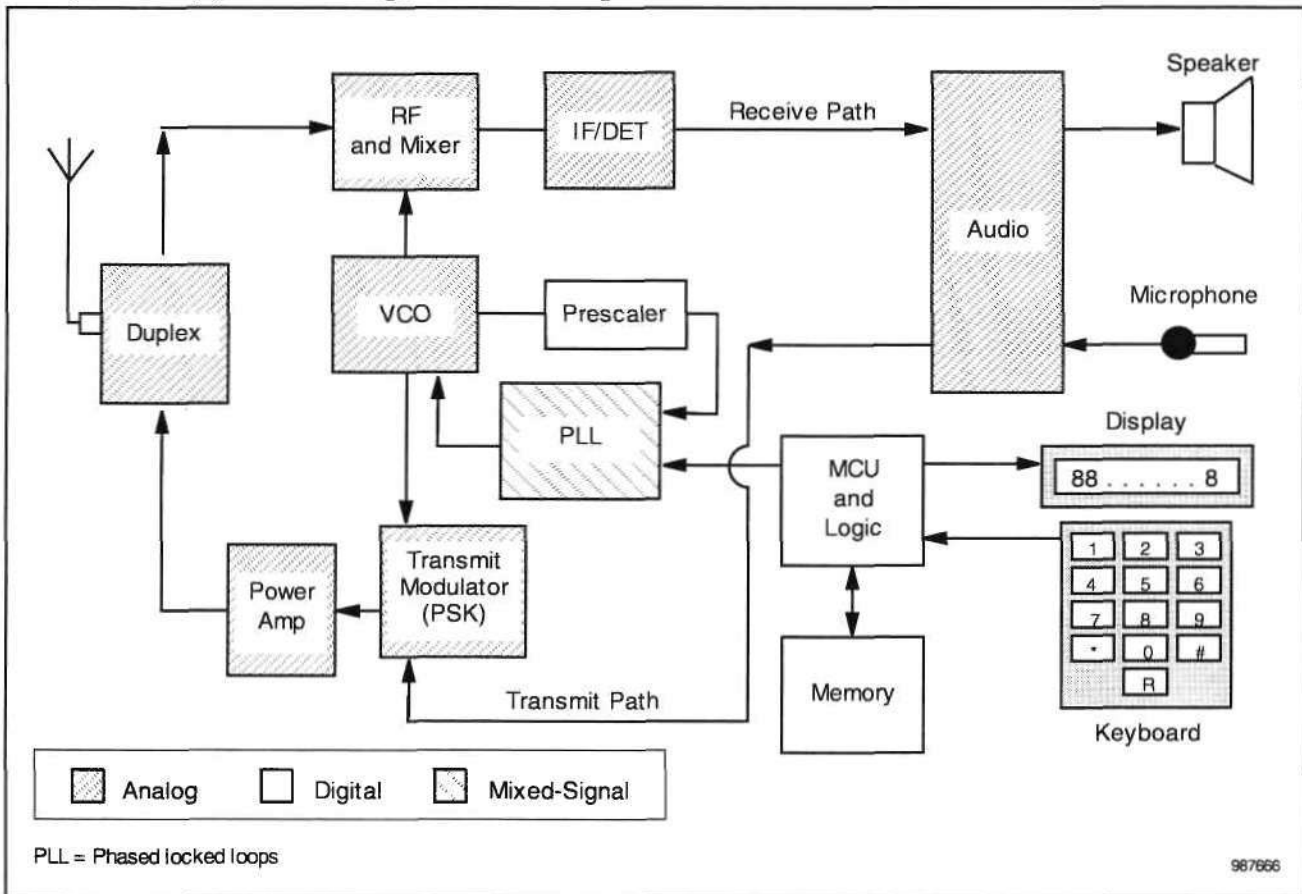 Speaker
RF
and Mixer
IF/DET
Receive Path
Audio
Microphone
Duplex
VCO
Prescaler
PLL
MCU
and
Logic
Display
88 . . . . . . 8
1 2 3
4 5 6
7 8 9
* 0 #
R
Keyboard
Power
Amp
Transmit
Modulator
(PSK)
Transmit Path
Memory
Analog
Digital
Mixed-Signal
PLL = Phased locked loops
987666